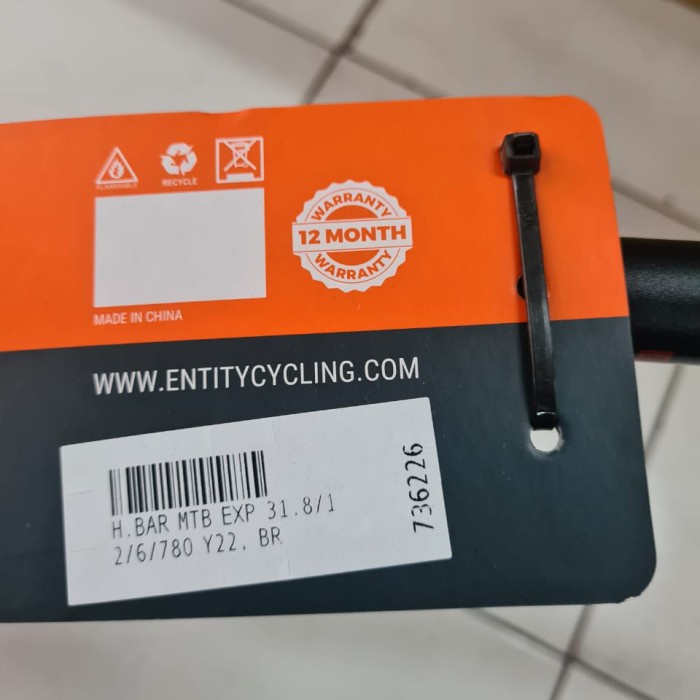 FLAMMABLE
RECYCLE
WARRANTY
12 MONTH
WARRANTY
MADE IN CHINA
WWW.ENTITYCYCLING.COM
H.BAR MTB EXP 31.8/1
2/6/780 Y22. BR
736226